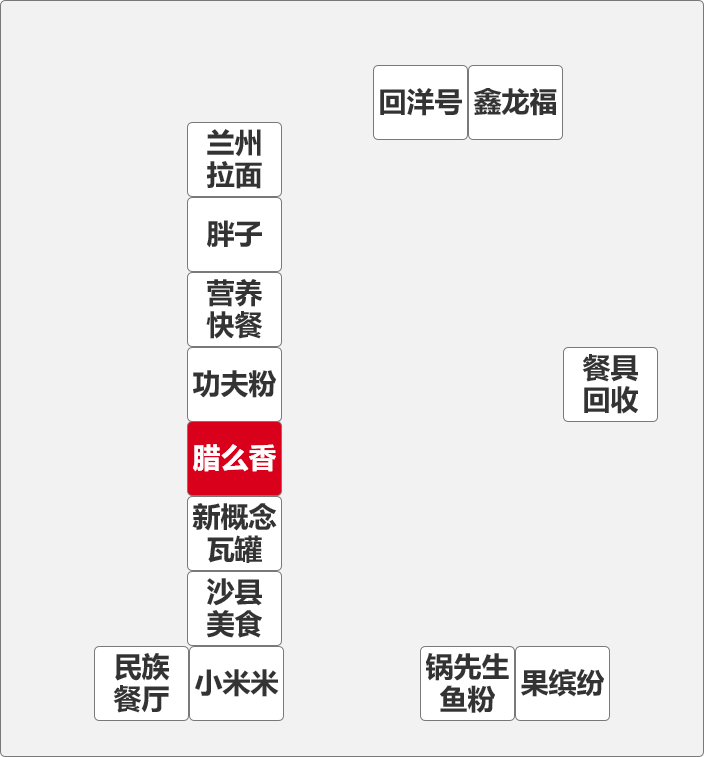 回洋号
鑫龙福
兰州
拉面
胖子
营养
快餐
功夫粉
餐具
回收
腊么香
新概念
瓦罐
沙县
美食
民族
餐厅
小米米
锅先生
鱼粉
果缤纷